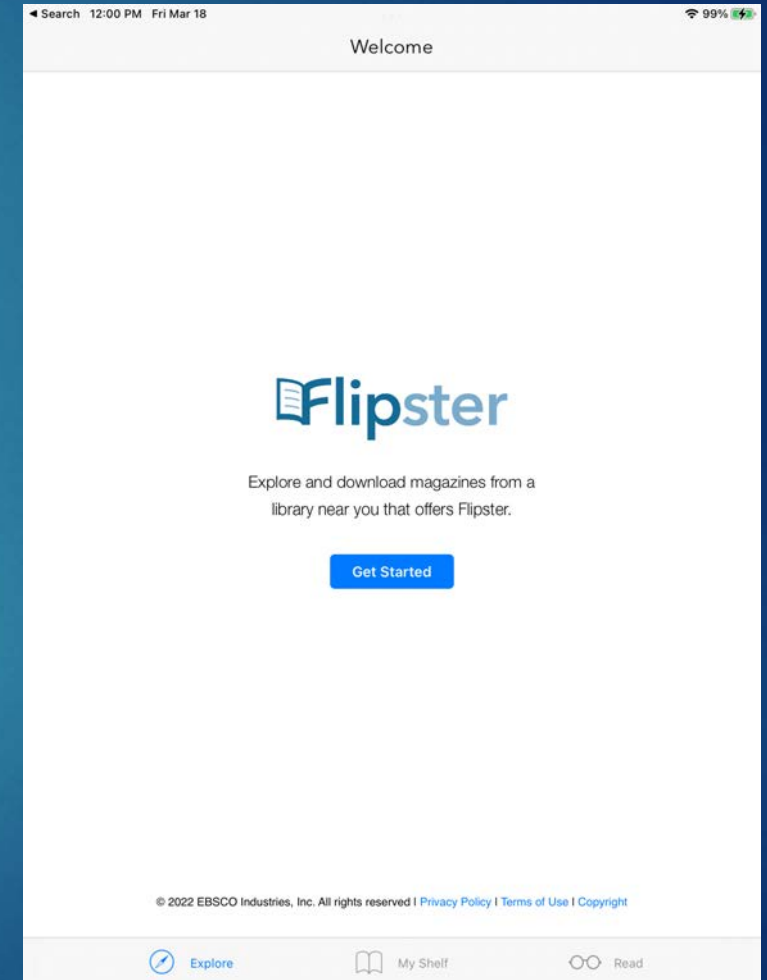 ◄ Search 12:00 PM Fri Mar 18 99%
Welcome
Flipster
Explore and download magazines from a
library near you that offers Flipster.
Get Started
© 2022 EBSCO Industries, Inc. All rights reserved | Privacy Policy | Terms of Use | Copyright
Explore My Shelf Read